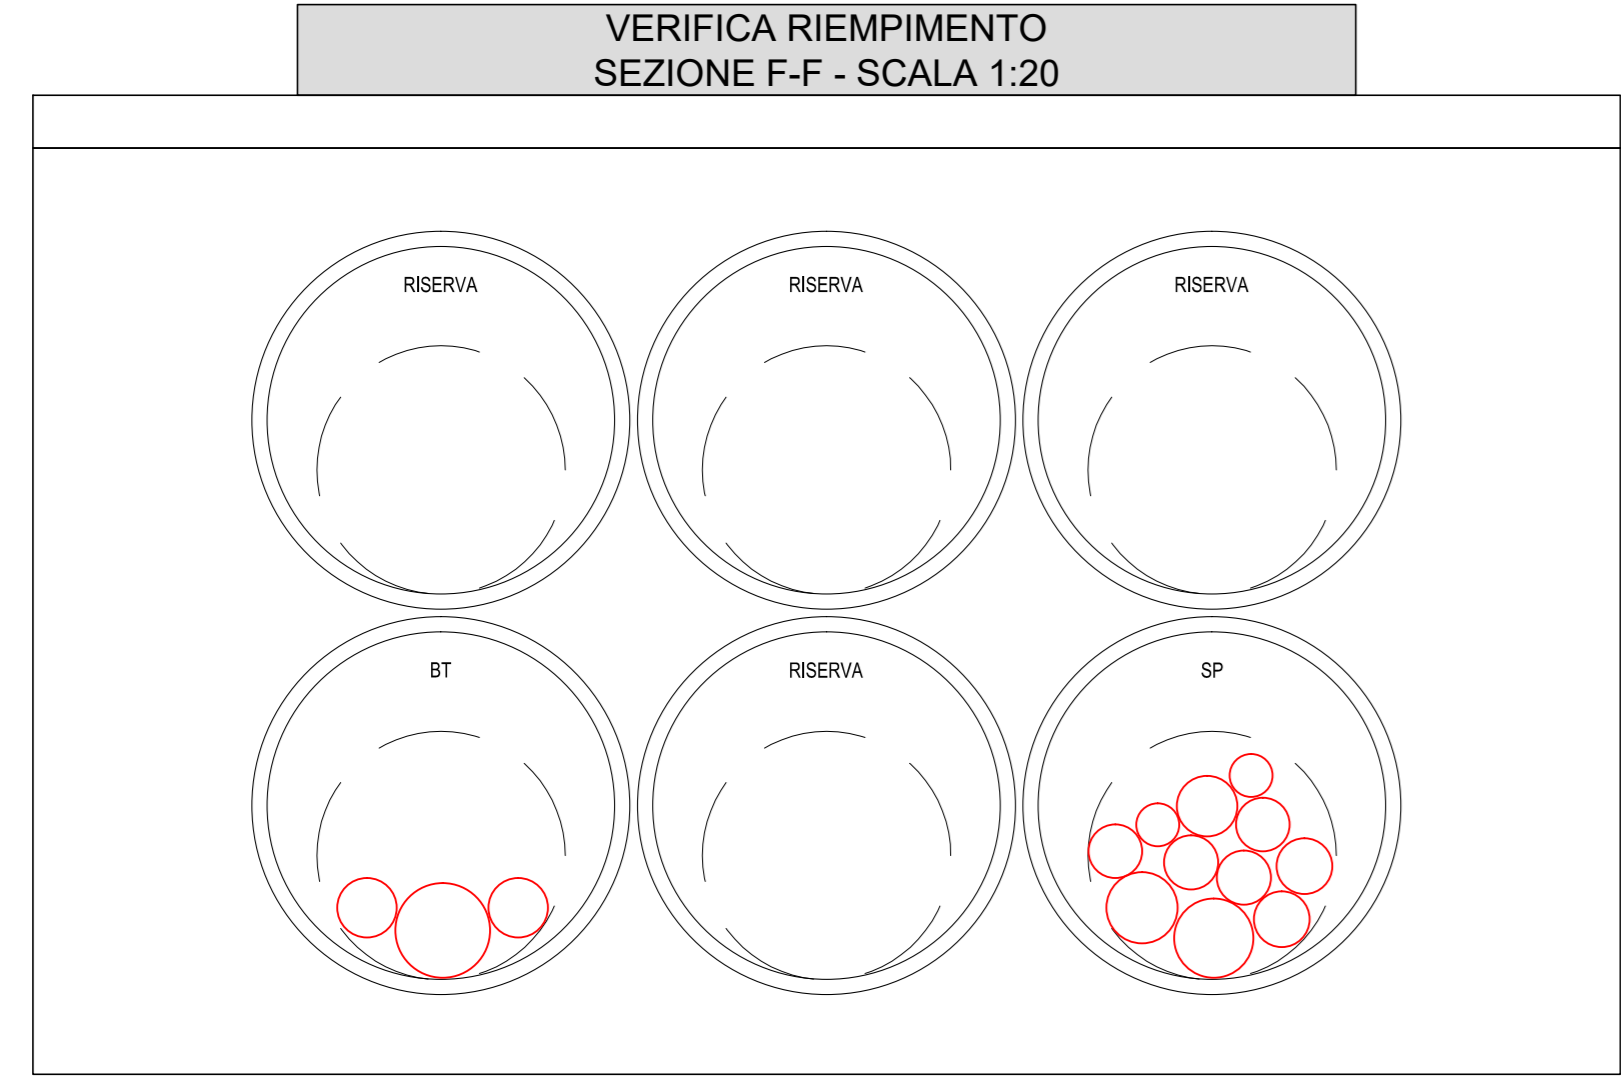 VERIFICA RIEMPIMENTO
SEZIONE F-F - SCALA 1:20
RISERVA
RISERVA
RISERVA
BT
RISERVA
SP